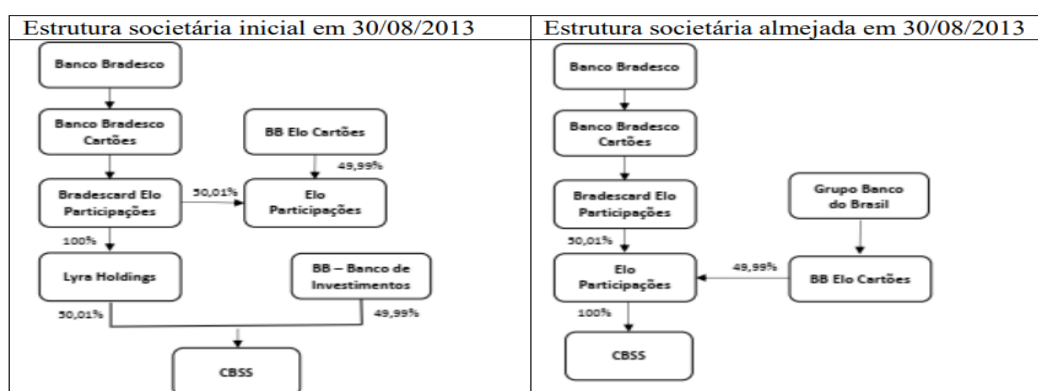 Estrutura societária inicial em 30/08/2013
Banco Bradesco
Banco Bradesco
Cartões
BB Elo Cartões
49,99%
Bradescard Elo
Participações
50,01%
Elo
Participações
100%
Lyra Holdings
BB – Banco de
Investimentos
50,01%
49,99%
CBSS
Estrutura societária almejada em 30/08/2013
Banco Bradesco
Banco Bradesco
Cartões
Bradescard Elo
Participações
Grupo Banco
do Brasil
50,01%
Elo
Participações
49,99%
BB Elo Cartões
100%
CBSS